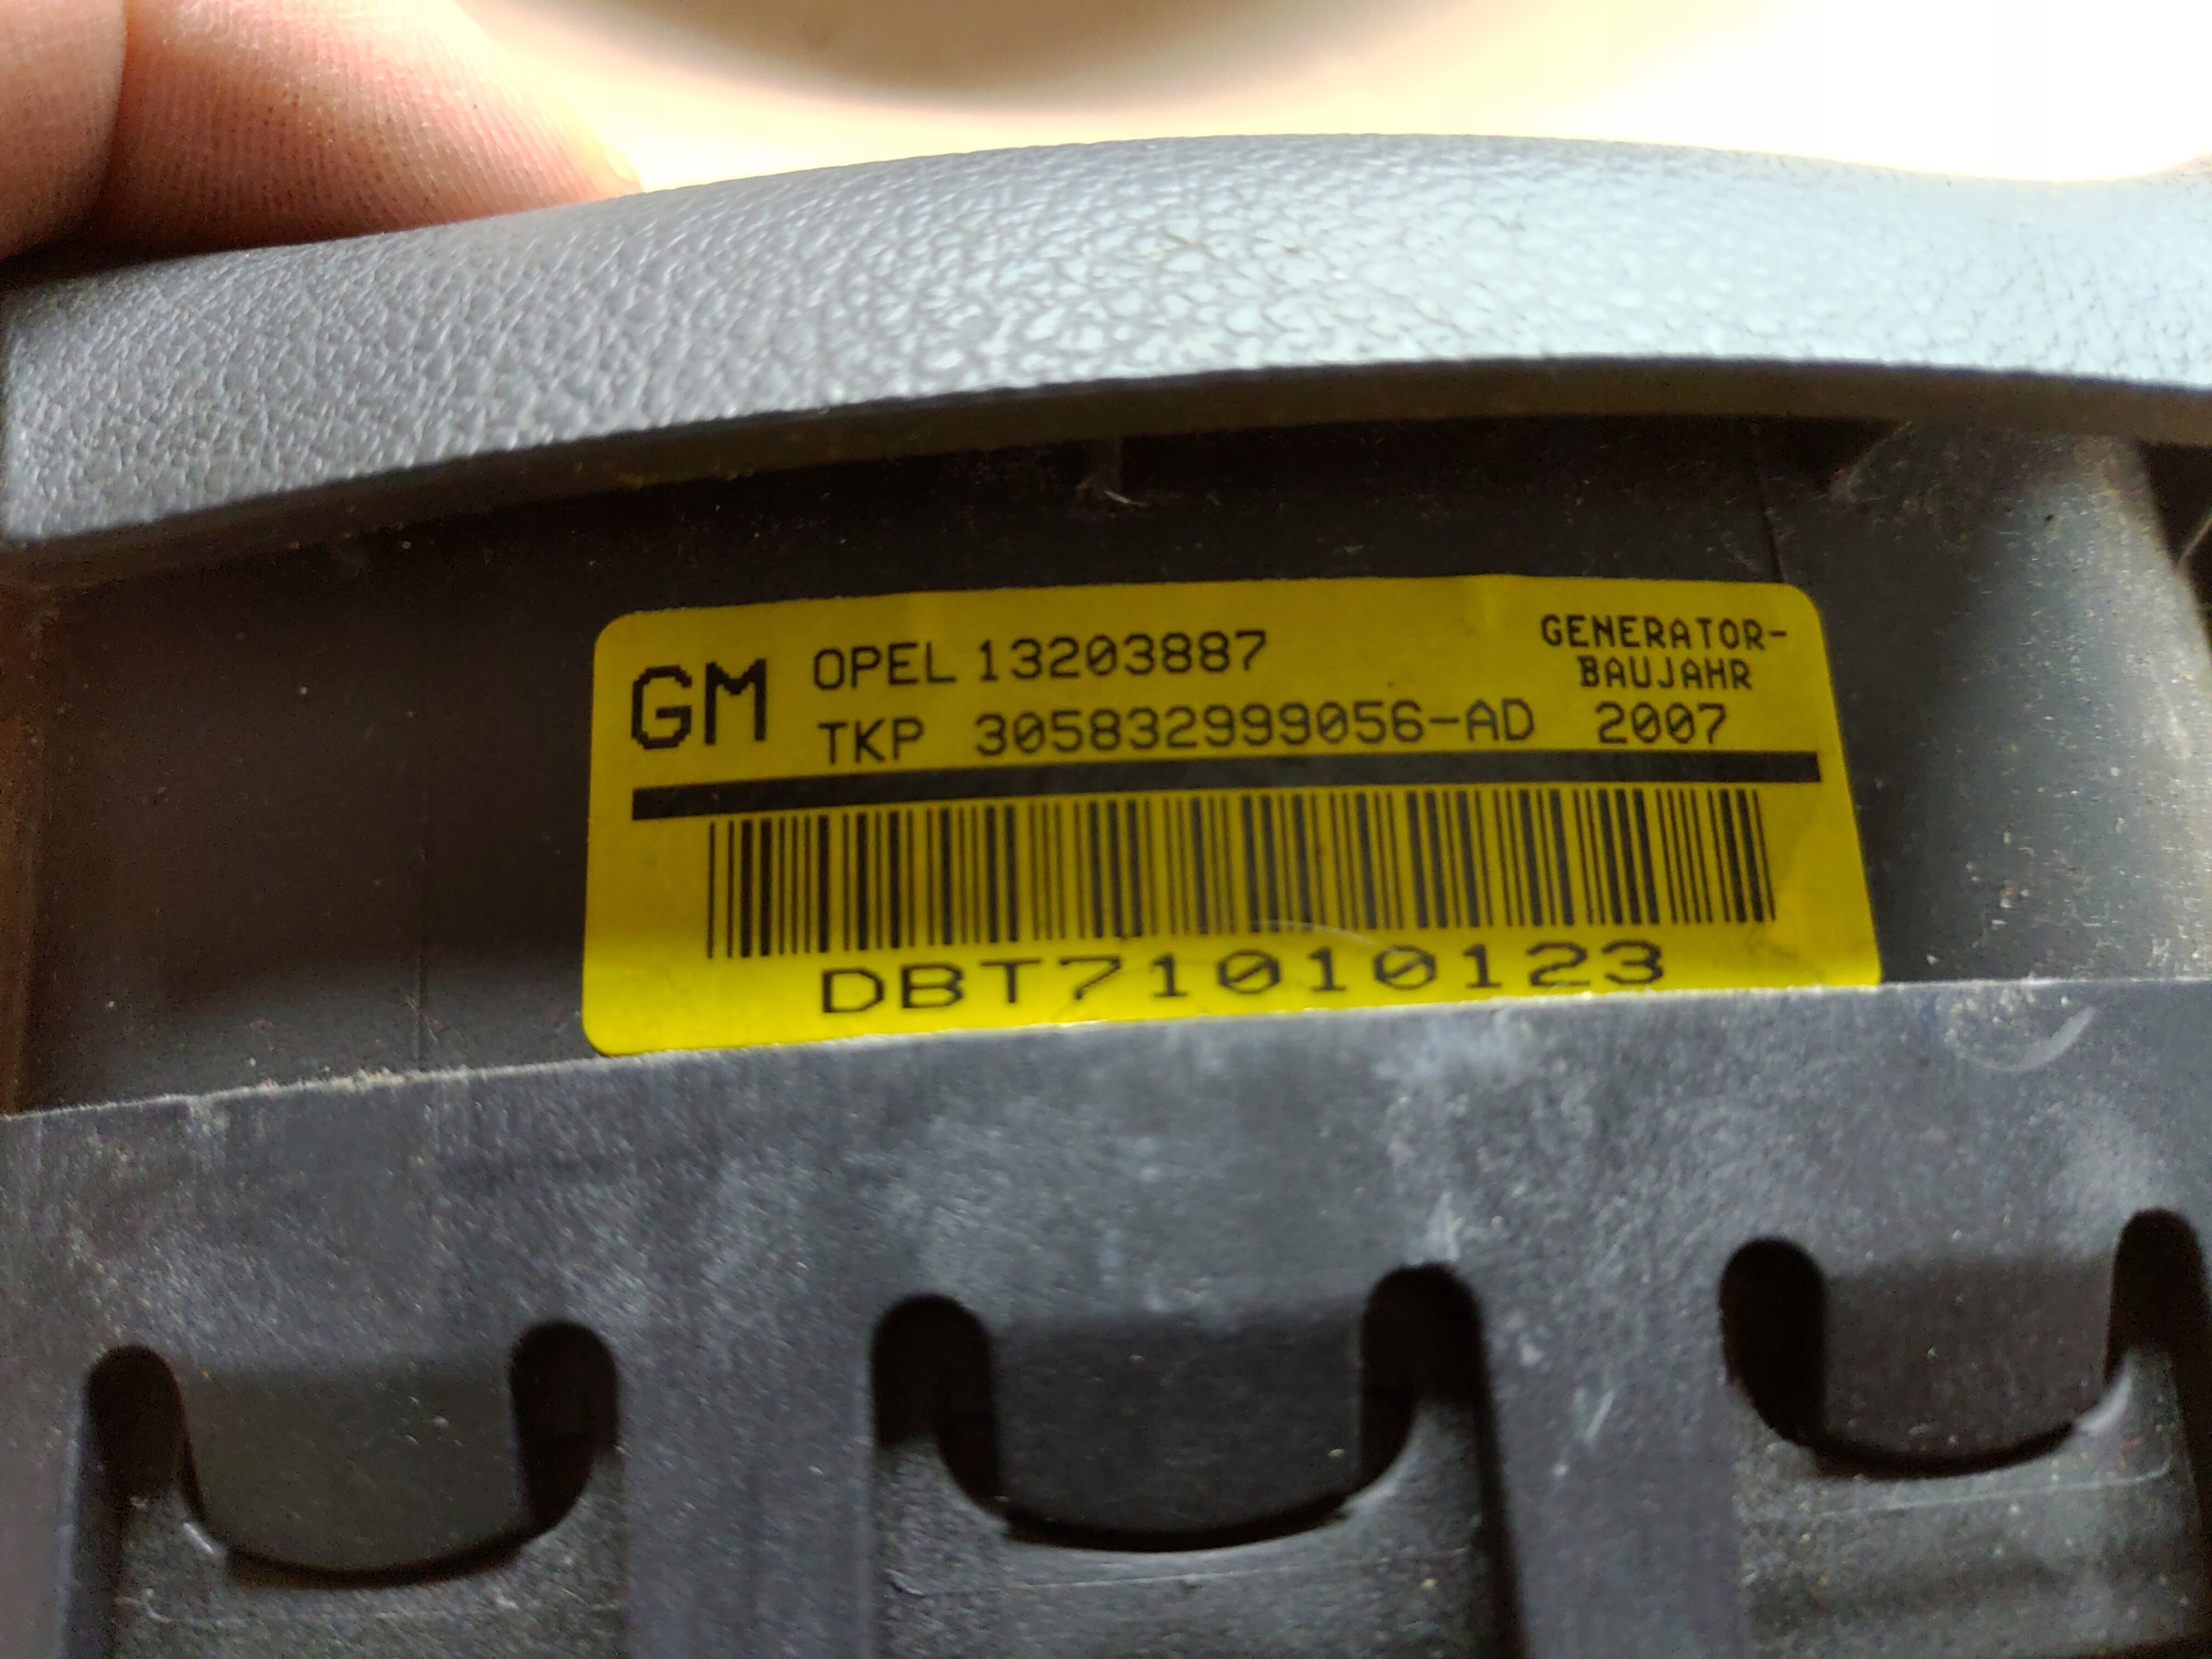 GM OPEL 13203887
TKP 305832999056-AD
GENERATOR-
BAUJAHR
2007
DBT71010123